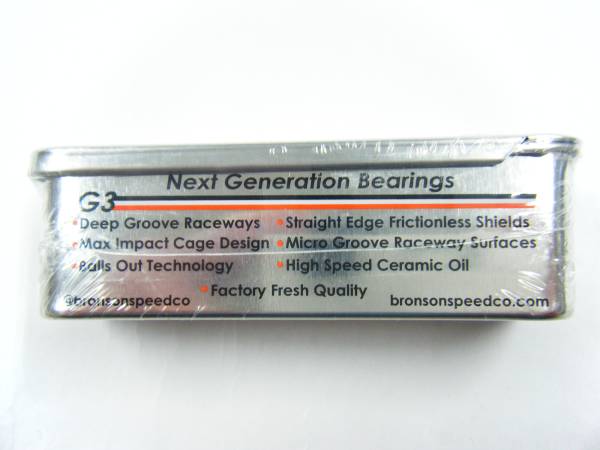 Next Generation Bearings
G3
•Deep Groove Raceways •Straight Edge Frictionless Shields
•Max Impact Cage Design •Micro Groove Raceway Surfaces
•Balls Out Technology •High Speed Ceramic Oil
•Factory Fresh Quality
@bronsonspeedco bronsonspeedco.com